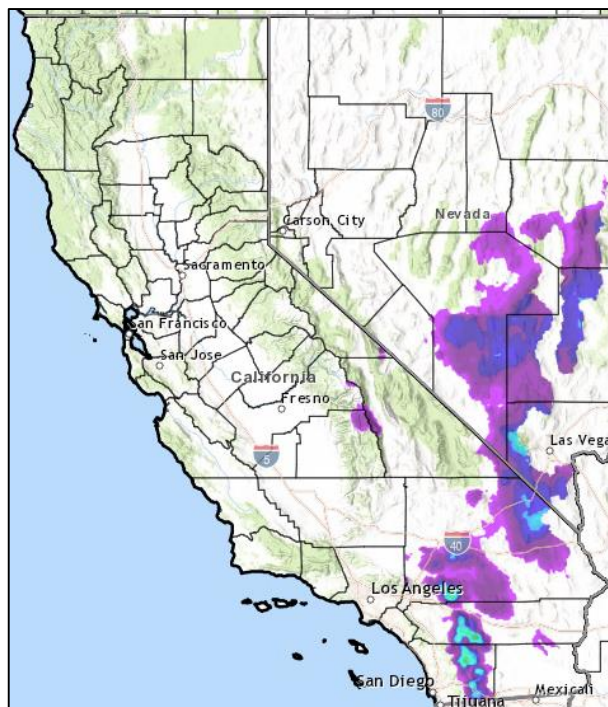 80
Nevada
Carson City
Sacramento
San Francisco
San Jose
California
Fresno
5
Las Vega
40
Los Angeles
San Diego
Tijuana
Mexicali